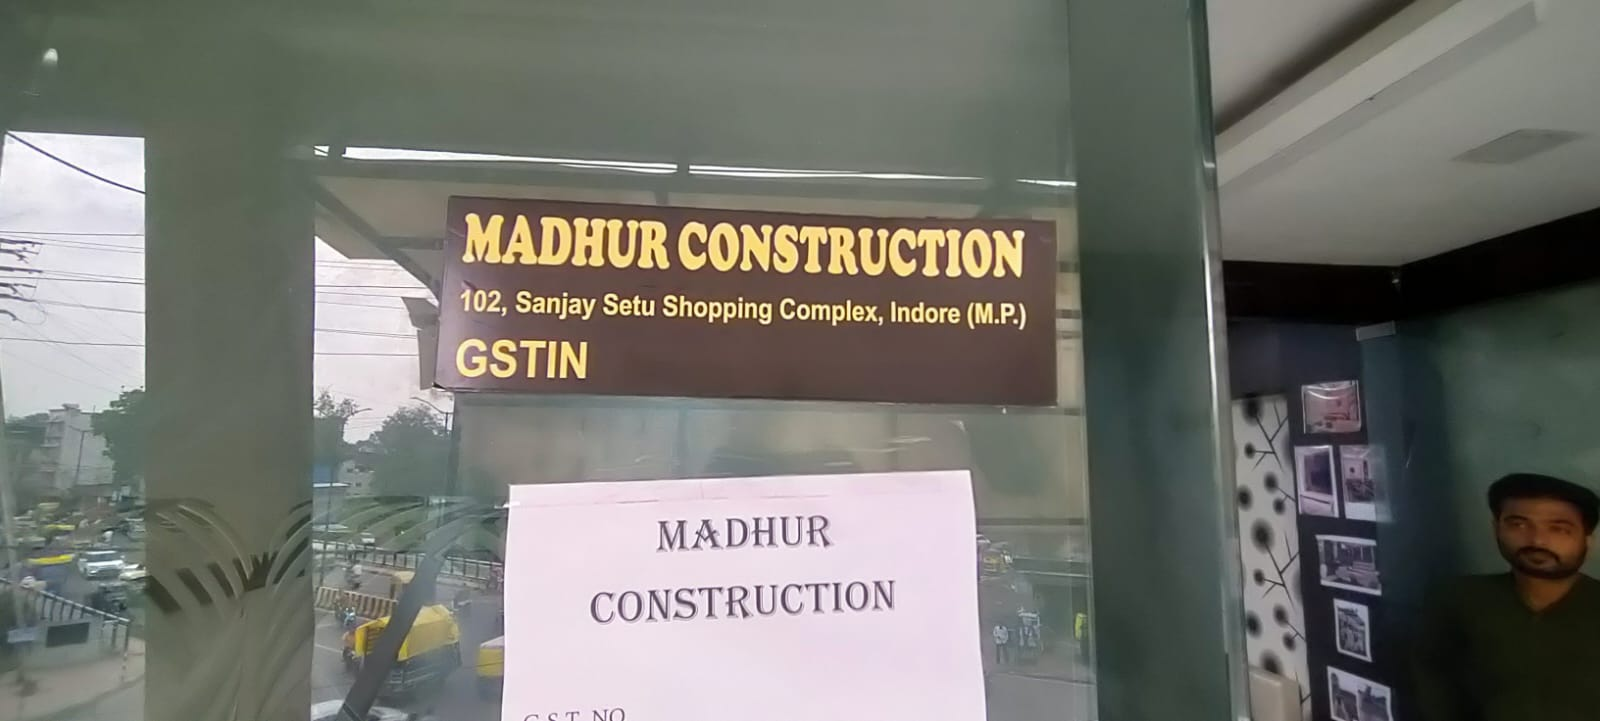 MADHUR CONSTRUCTION
102, Sanjay Setu Shopping Complex, Indore (M.P.)
GSTIN
MADHUR
CONSTRUCTION
G.S.T. NO